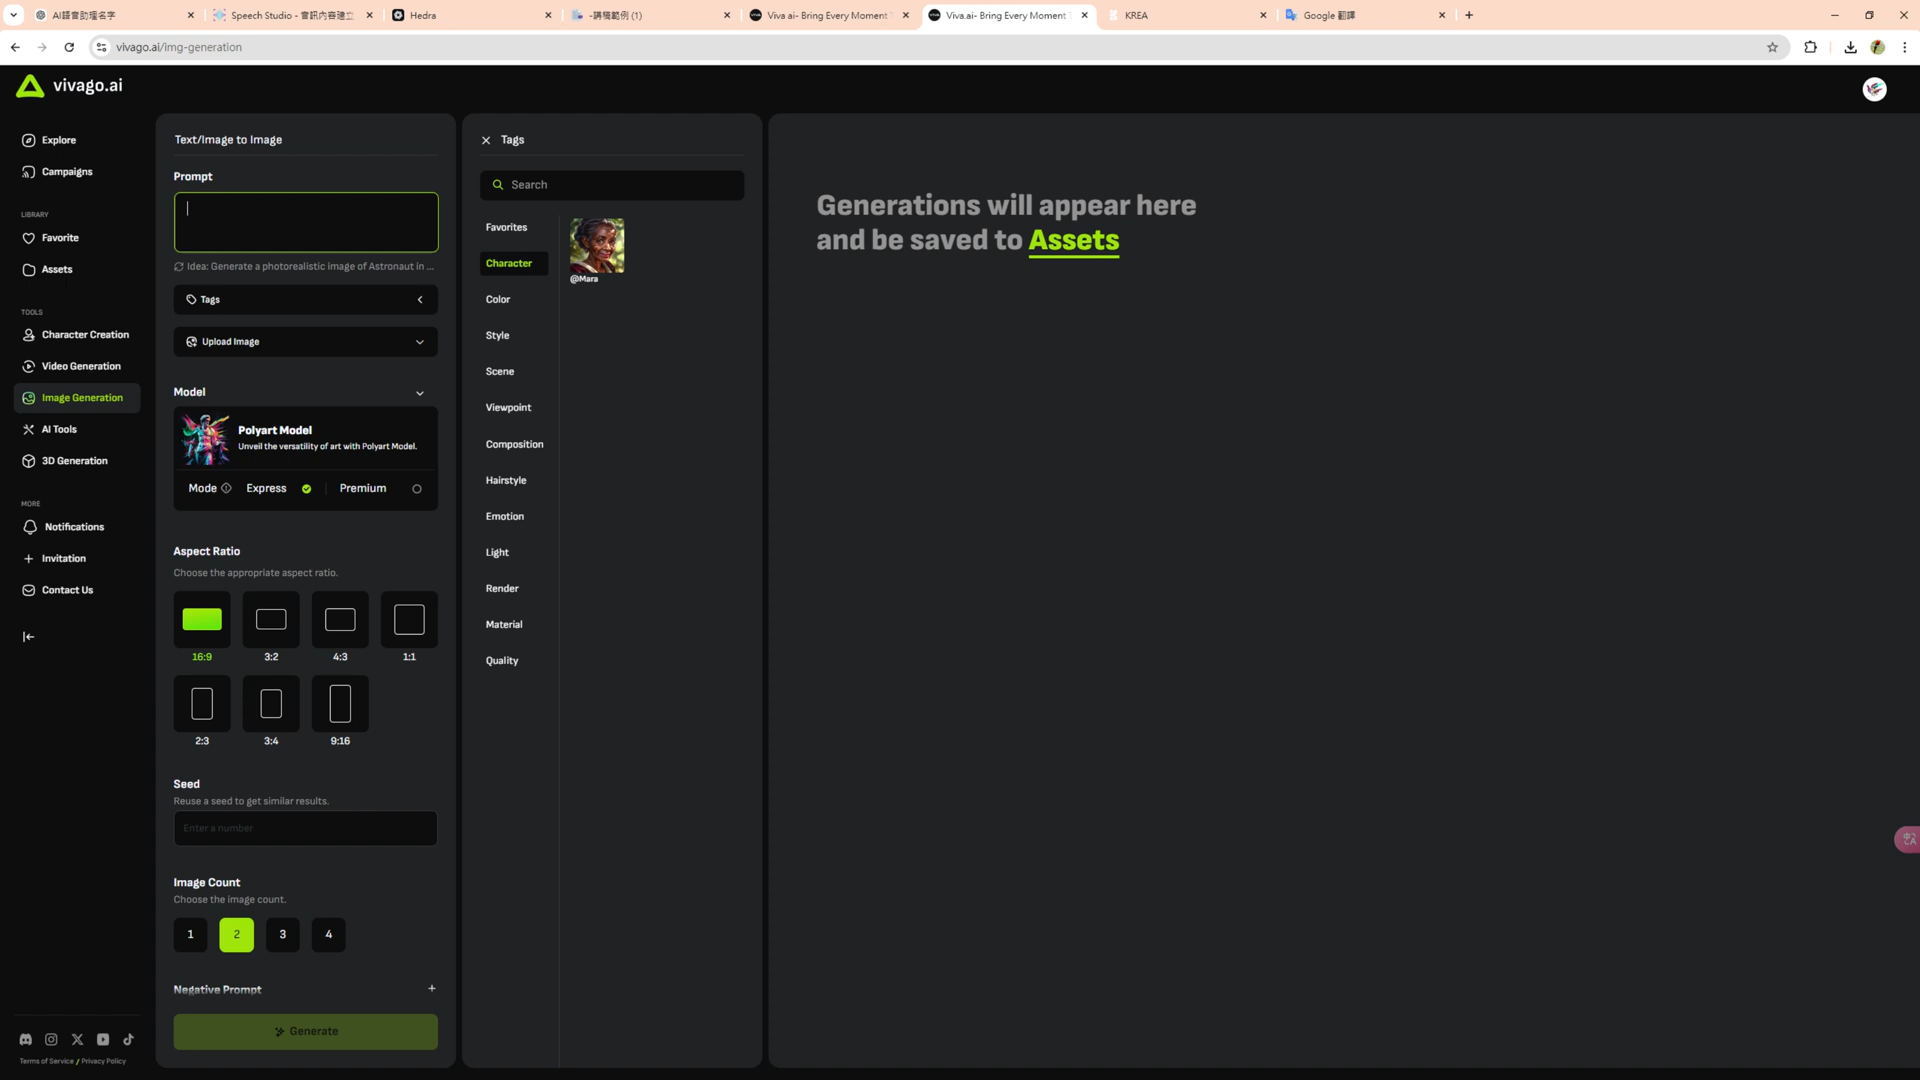 AI語音助理名字
Speech Studio - 音訊內容建立
Hedra
-講稿範例 (1)
Viva ai- Bring Every Moment T
Viva.ai- Bring Every Moment T
KREA
Google 翻譯
vivago.ai/img-generation
vivago.ai
Explore
Campaigns
LIBRARY
Favorite
Assets
TOOLS
Character Creation
Video Generation
Image Generation
AI Tools
3D Generation
MORE
Notifications
Invitation
Contact Us
Terms of Service / Privacy Policy
Text/Image to Image
Prompt
Idea: Generate a photorealistic image of Astronaut in ...
Tags
Upload Image
Model
Polyart Model
Unveil the versatility of art with Polyart Model.
Mode Express Premium
Aspect Ratio
Choose the appropriate aspect ratio.
16:9 3:2 4:3 1:1
2:3 3:4 9:16
Seed
Reuse a seed to get similar results.
Enter a number
Image Count
Choose the image count.
1 2 3 4
Negative Prompt
Generate
Tags
Search
Favorites
Character
Color
Style
Scene
Viewpoint
Composition
Hairstyle
Emotion
Light
Render
Material
Quality
@Mara
Generations will appear here
and be saved to Assets